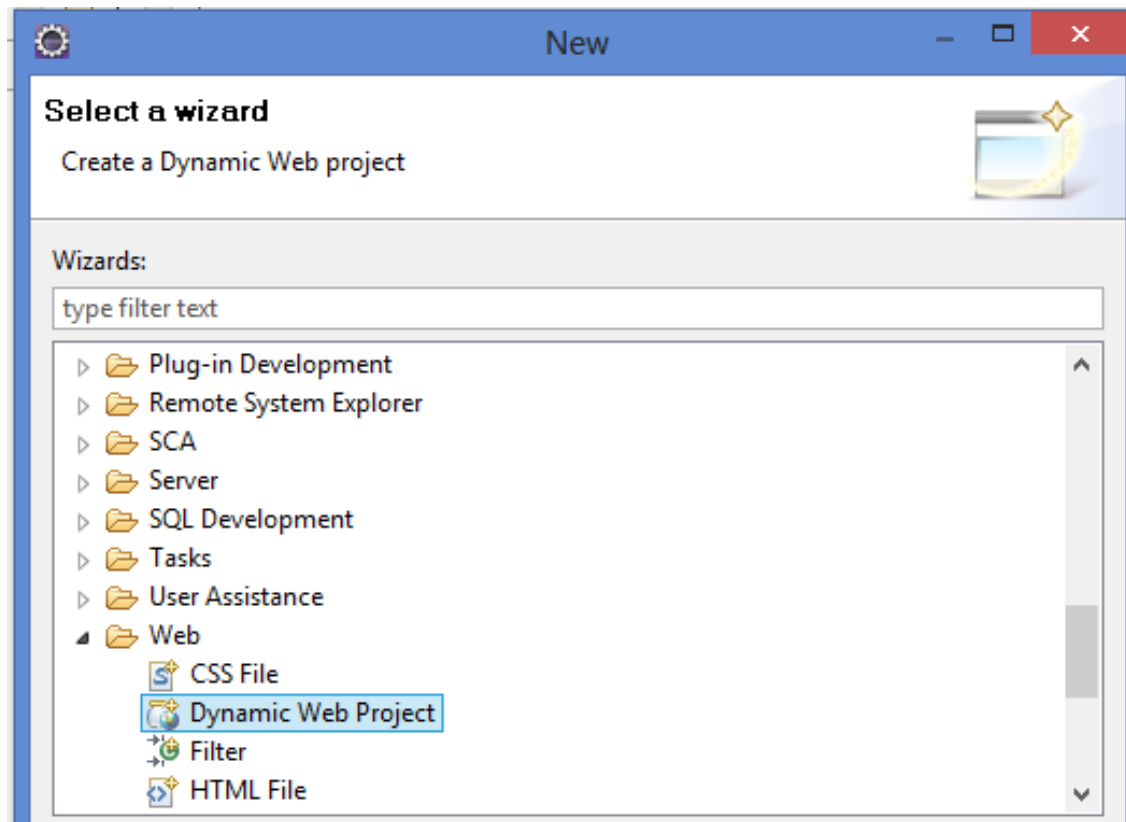 New
Select a wizard
Create a Dynamic Web project
Wizards:
type filter text
Plug-in Development
Remote System Explorer
SCA
Server
SQL Development
Tasks
User Assistance
Web
CSS File
Dynamic Web Project
Filter
HTML File